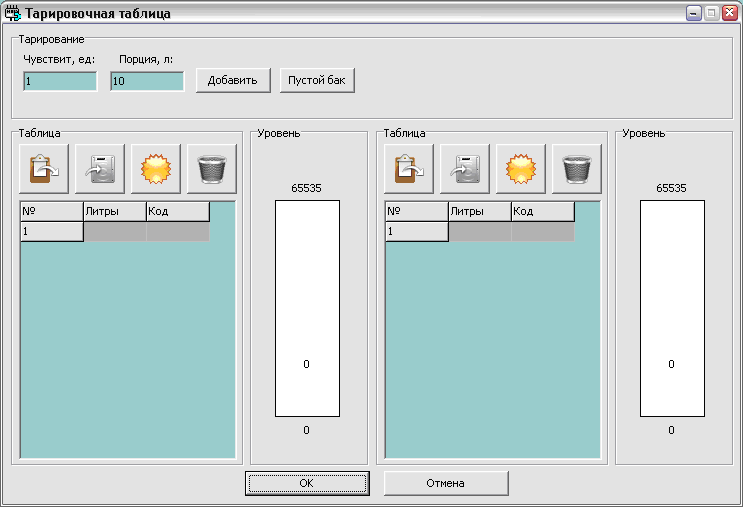 Тарировочная таблица
Тарирование
Чувствит, ед: Порция, л:
1 10 Добавить Пустой бак
Таблица Уровень Таблица Уровень
65535 65535
№ Литры Код № Литры Код
1 1
0 0
0 0
OK Отмена